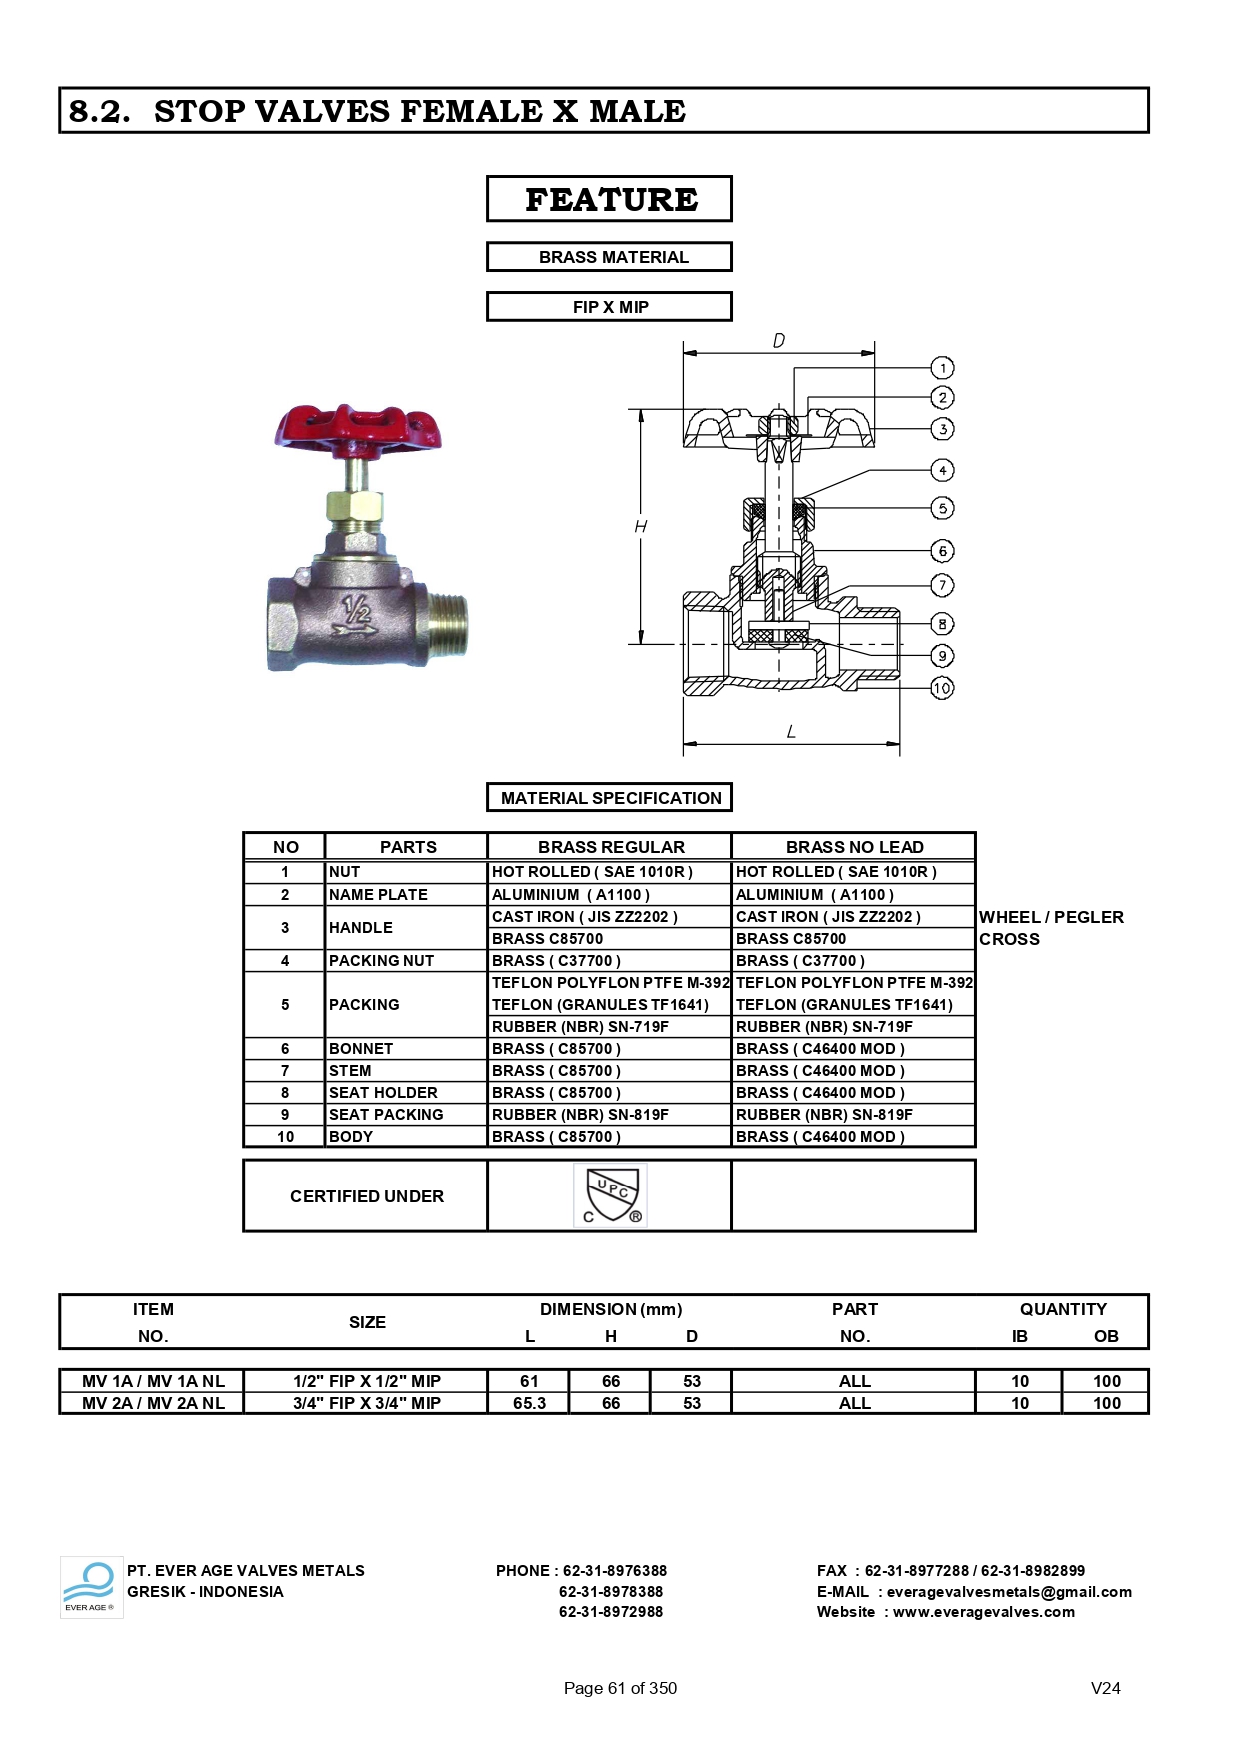 8.2. STOP VALVES FEMALE X MALE
FEATURE
BRASS MATERIAL
FIP X MIP
D
1
2
3
4
H
5
6
7
8
9
10
L
1/2
MATERIAL SPECIFICATION
NO PARTS BRASS REGULAR BRASS NO LEAD
1 NUT HOT ROLLED ( SAE 1010R ) HOT ROLLED ( SAE 1010R )
2 NAME PLATE ALUMINIUM ( A1100 ) ALUMINIUM ( A1100 )
3 HANDLE CAST IRON ( JIS ZZ2202 ) CAST IRON ( JIS ZZ2202 ) WHEEL / PEGLER
BRASS C85700 BRASS C85700 CROSS
4 PACKING NUT BRASS ( C37700 ) BRASS ( C37700 )
TEFLON POLYFLON PTFE M-392 TEFLON POLYFLON PTFE M-392
5 PACKING TEFLON (GRANULES TF1641) TEFLON (GRANULES TF1641)
RUBBER (NBR) SN-719F RUBBER (NBR) SN-719F
6 BONNET BRASS ( C85700 ) BRASS ( C46400 MOD )
7 STEM BRASS ( C85700 ) BRASS ( C46400 MOD )
8 SEAT HOLDER BRASS ( C85700 ) BRASS ( C46400 MOD )
9 SEAT PACKING RUBBER (NBR) SN-819F RUBBER (NBR) SN-819F
10 BODY BRASS ( C85700 ) BRASS ( C46400 MOD )
CERTIFIED UNDER
UPC
C ®
ITEM SIZE DIMENSION (mm) PART QUANTITY
NO. L H D NO. IB OB
MV 1A / MV 1A NL 1/2" FIP X 1/2" MIP 61 66 53 ALL 10 100
MV 2A / MV 2A NL 3/4" FIP X 3/4" MIP 65.3 66 53 ALL 10 100
EVER AGE ®
PT. EVER AGE VALVES METALS PHONE : 62-31-8976388 FAX : 62-31-8977288 / 62-31-8982899
GRESIK - INDONESIA 62-31-8978388 E-MAIL : everagevalvesmetals@gmail.com
62-31-8972988 Website : www.everagevalves.com
Page 61 of 350 V24